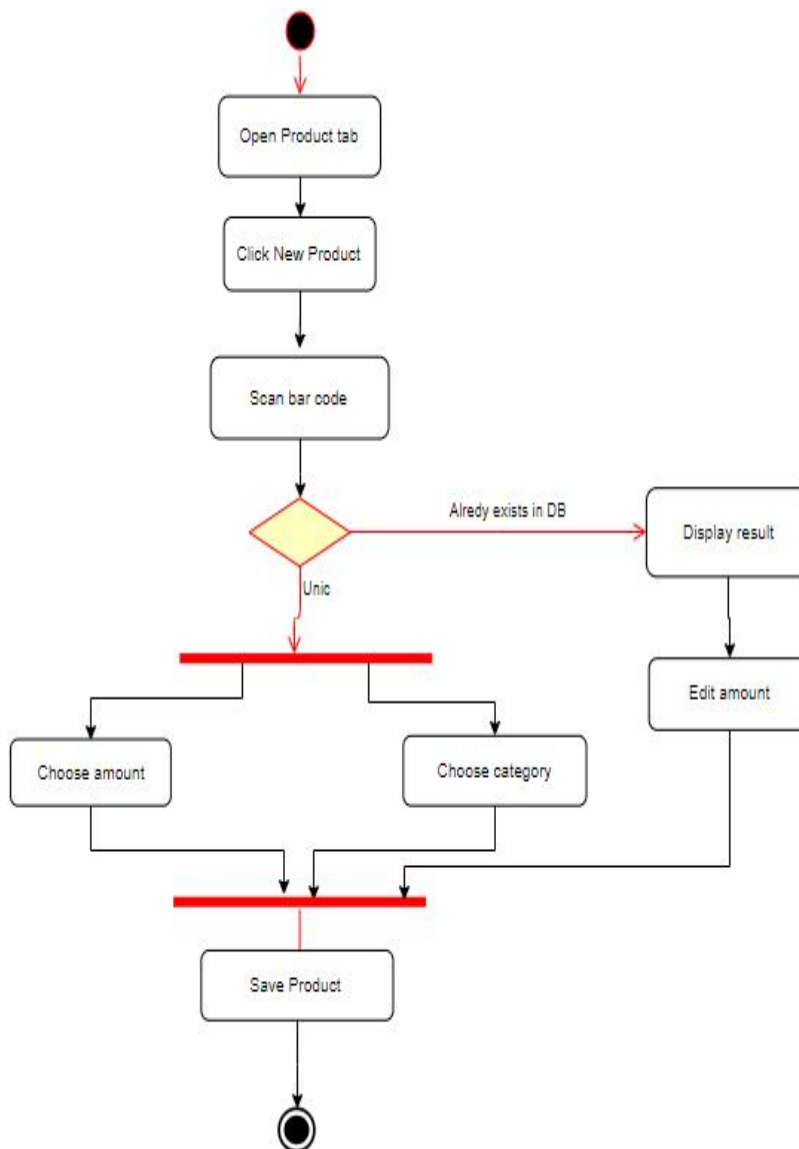 Open Product tab
Click New Product
Scan bar code
Alredy exists in DB
Display result
Unic
Edit amount
Choose amount
Choose category
Save Product